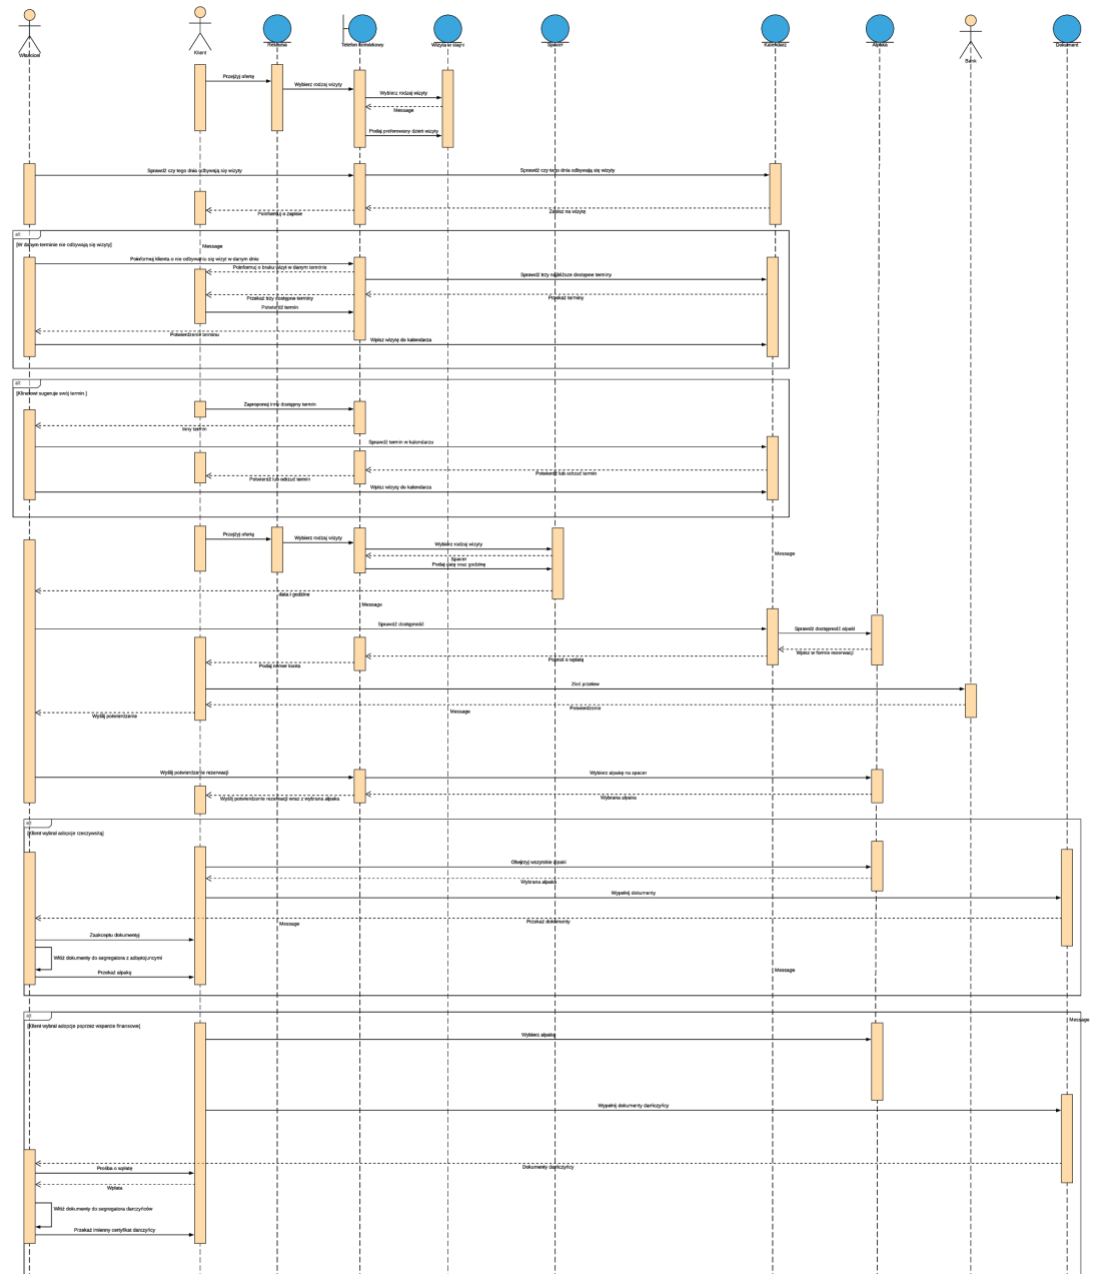 Właściciel
Klient
Reklama
Telefon komórkowy
Wizyta w stajni
Spacer
Kalendarz
Alpaka
Bank
Dokument
Przejrzyj ofertę
Wybierz rodzaj wizyty
Wybierz rodzaj wizyty
Message
Podaj preferowany dzień wizyty
Sprawdź czy tego dnia odbywają się wizyty
Sprawdź czy tego dnia odbywają się wizyty
Zapisz na wizytę
Poinformuj o zapisie
alt
[W danym terminie nie odbywają się wizyty]
Message
Poinformuj klienta o nie odbywaniu się wizyt w danym dniu
Poinformuj o braku wizyt w danym terminie
Sprawdź trzy najbliższe dostępne terminy
Przekaż terminy
Przekaż trzy dostępne terminy
Potwierdź termin
Potwierdzenie terminu
Wpisz wizytę do kalendarza
alt
[Klient sugeruje swój termin ]
Zaproponuj inny dostępny termin
Inny termin
Sprawdź termin w kalendarzu
Potwierdź lub odrzuć termin
Potwierdź lub odrzuć termin
Wpisz wizytę do kalendarza
Przejrzyj ofertę
Wybierz rodzaj wizyty
Wybierz rodzaj wizyty
Spacer
Message
Podaj datę oraz godzinę
data i godzina
Message
Sprawdź dostępność
Sprawdź dostępność alpaki
Wpisz w formie rezerwacji
Poproś o wpłatę
Podaj numer konta
Zleć przelew
Potwierdzenie
Message
Wyślij potwierdzenie
Wyślij potwierdzenie rezerwacji
Wybierz alpakę na spacer
Wybrana alpaka
Wyślij potwierdzenie rezerwacji wraz z wybraną alpaką
alt
[Klient wybrał adopcje rzeczywistą]
Obejrzyj wszystkie alpaki
Wybrana alpaka
Wypełnij dokumenty
Przekaż dokumenty
Message
Zaakceptuj dokumenty
Włóż dokumenty do segregatora z adoptującymi
Message
Przekaż alpakę
alt
[Klient wybrał adopcje poprzez wsparcie finansowe]
Message
Wybierz alpakę
Wypełnij dokumenty darczyńcy
Dokumenty darczyńcy
Prośba o wpłatę
Wpłata
Włóż dokumenty do segregatora darczyńców
Przekaż imienny certyfikat darczyńcy